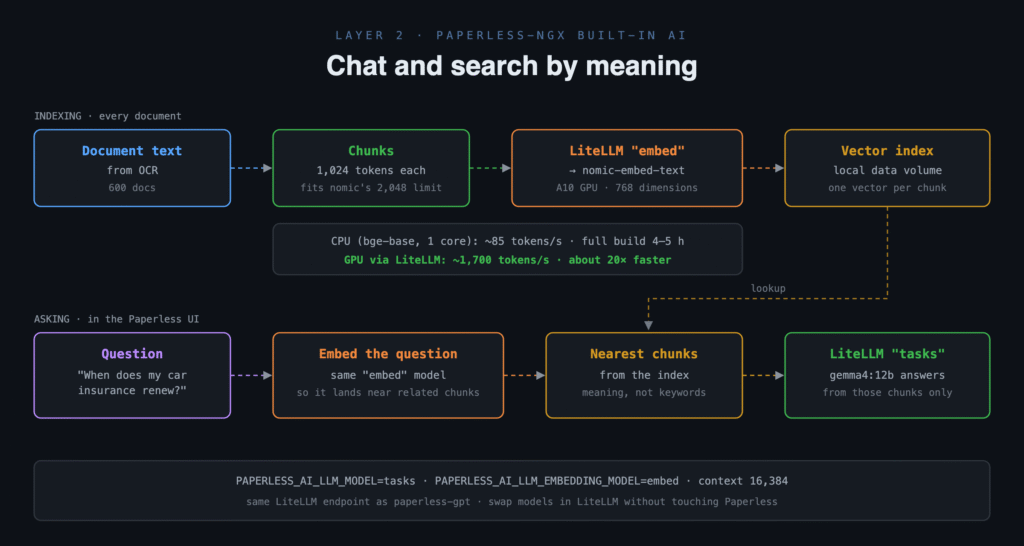 LAYER 2 · PAPERLESS-NGX BUILT-IN AI
Chat and search by meaning
INDEXING · every document
Document text
from OCR
600 docs
Chunks
1,024 tokens each
fits nomic's 2,048 limit
LiteLLM "embed"
→ nomic-embed-text
A10 GPU · 768 dimensions
Vector index
local data volume
one vector per chunk
CPU (bge-base, 1 core): ~85 tokens/s · full build 4–5 h
GPU via LiteLLM: ~1,700 tokens/s · about 20× faster
lookup
ASKING · in the Paperless UI
Question
"When does my car
insurance renew?"
Embed the question
same "embed" model
so it lands near related chunks
Nearest chunks
from the index
meaning, not keywords
LiteLLM "tasks"
gemma4:12b answers
from those chunks only
PAPERLESS_AI_LLM_MODEL=tasks · PAPERLESS_AI_LLM_EMBEDDING_MODEL=embed · context 16,384
same LiteLLM endpoint as paperless-gpt · swap models in LiteLLM without touching Paperless